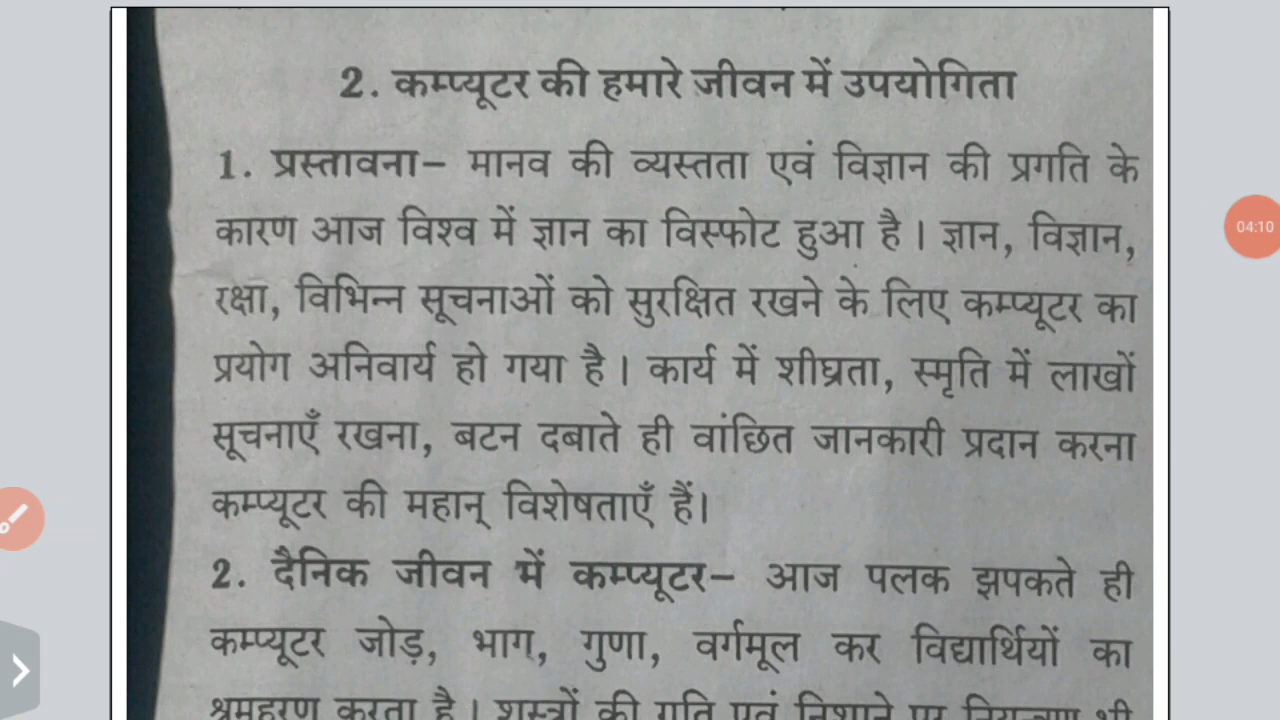 2. कम्प्यूटर की हमारे जीवन में उपयोगिता
1. प्रस्तावना– मानव की व्यस्तता एवं विज्ञान की प्रगति के
कारण आज विश्व में ज्ञान का विस्फोट हुआ है। ज्ञान, विज्ञान,
रक्षा, विभिन्न सूचनाओं को सुरक्षित रखने के लिए कम्प्यूटर का
प्रयोग अनिवार्य हो गया है। कार्य में शीघ्रता, स्मृति में लाखों
सूचनाएँ रखना, बटन दबाते ही वांछित जानकारी प्रदान करना
कम्प्यूटर की महान् विशेषताएँ हैं।
2. दैनिक जीवन में कम्प्यूटर– आज पलक झपकते ही
कम्प्यूटर जोड़, भाग, गुणा, वर्गमूल कर विद्यार्थियों का
श्रमहरण करता है। शस्त्रों की गति एवं निशाने पर नियन्त्रण भी
04:10